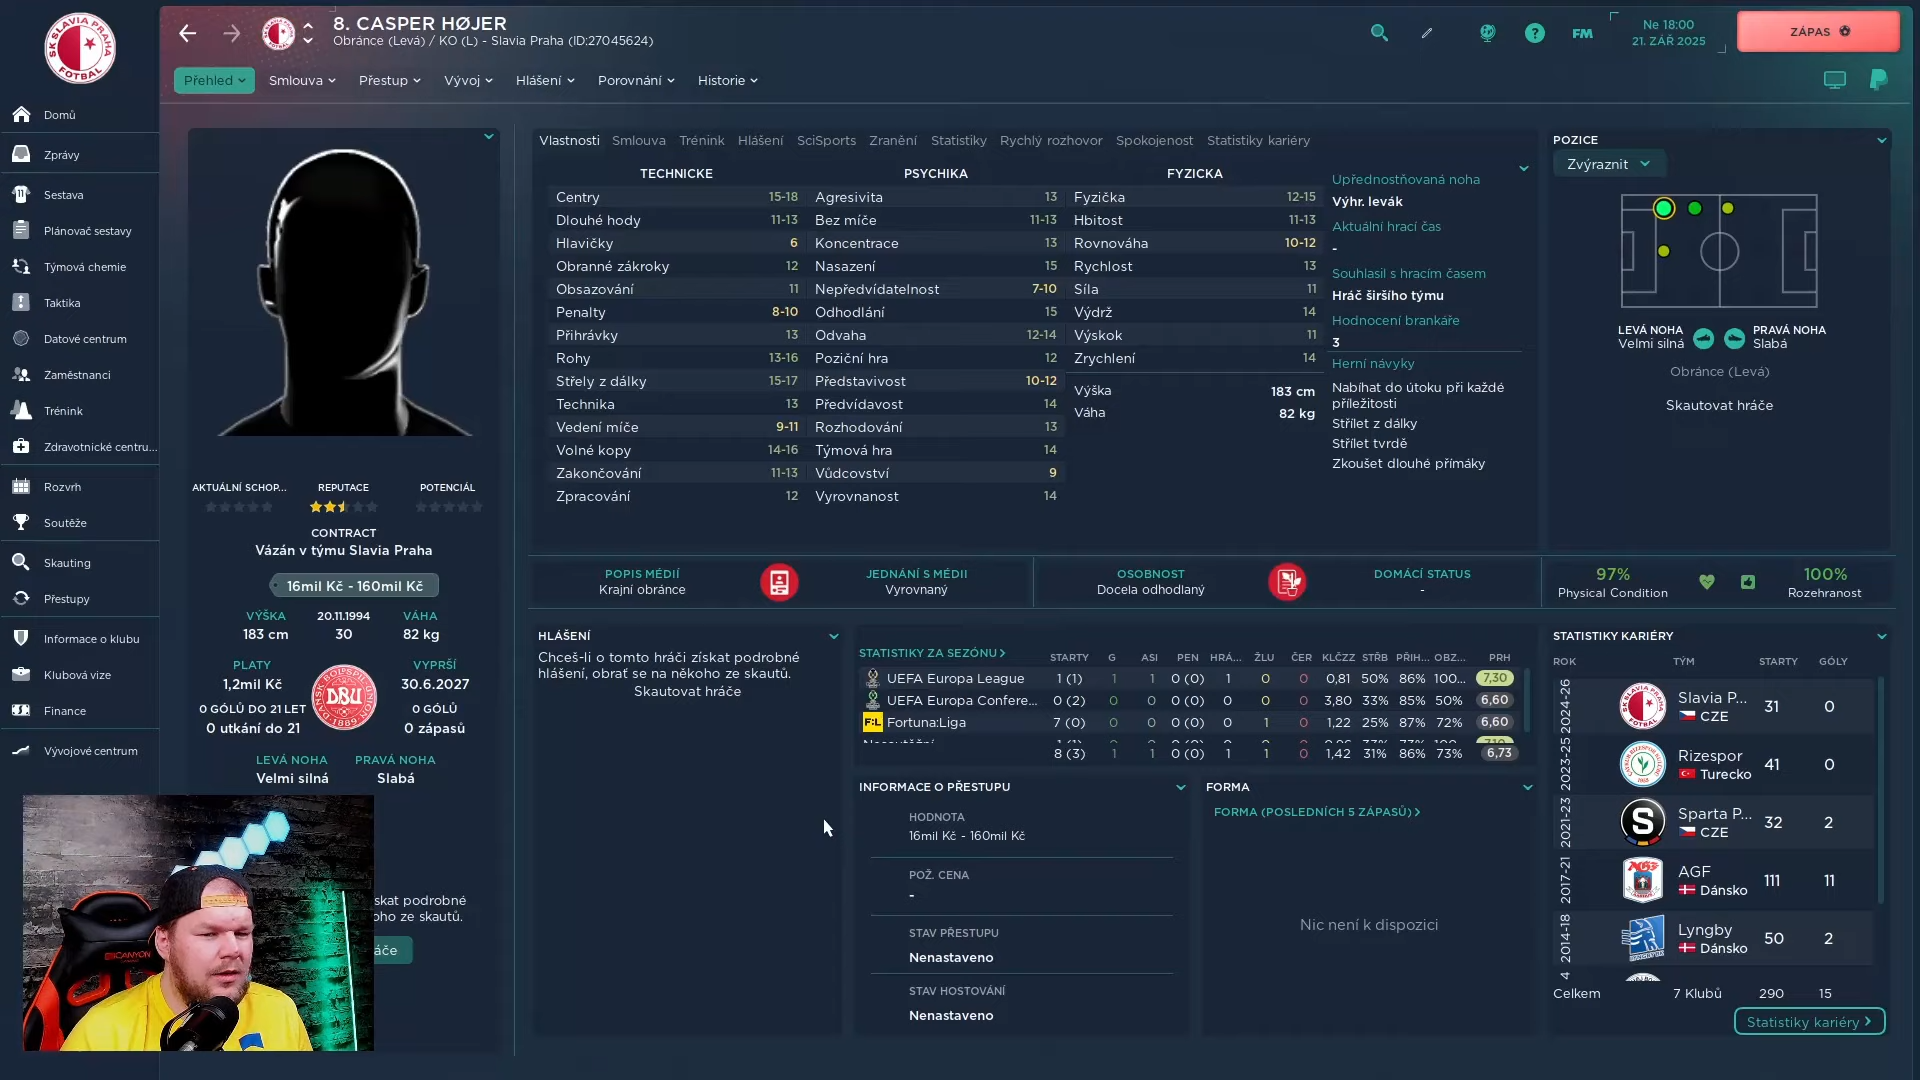 8. CASPER HØJER
Obránce (Levá) / KO (L) - Slavia Praha (ID:27045624)
FM
Ne 18:00
21. ZÁŘ 2025
ZÁPAS
SK SLAVIA PRAHA
FOTBAL
Přehled
Smlouva
Přestup
Vývoj
Hlášení
Porovnání
Historie
Domů
Zprávy
Sestava
Plánovač sestavy
Týmová chemie
Taktika
Datové centrum
Zaměstnanci
Trénink
Zdravotnické centru...
Rozvrh
Soutěže
Skauting
Přestupy
Informace o klubu
Klubová vize
Finance
Vývojové centrum
AKTUÁLNÍ SCHOP...
REPUTACE
POTENCIÁL
CONTRACT
Vázán v týmu Slavia Praha
16mil Kč - 160mil Kč
VÝŠKA 20.11.1994 VÁHA
183 cm 30 82 kg
PLATY VYPRŠÍ
1,2mil Kč 30.6.2027
0 GÓLŮ DO 21 LET 0 GÓLŮ
0 utkání do 21 0 zápasů
LEVÁ NOHA PRAVÁ NOHA
Velmi silná Slabá
skat podrobné
oho ze skautů.
áče
CANYON
Vlastnosti Smlouva Trénink Hlášení SciSports Zranění Statistiky Rychlý rozhovor Spokojenost Statistiky kariéry
TECHNICKE
Centry 15-18
Dlouhé hody 11-13
Hlavičky 6
Obranné zákroky 12
Obsazování 11
Penalty 8-10
Přihrávky 13
Rohy 13-16
Střely z dálky 15-17
Technika 13
Vedení míče 9-11
Volné kopy 14-16
Zakončování 11-13
Zpracování 12
PSYCHIKA
Agresivita 13
Bez míče 11-13
Koncentrace 13
Nasazení 15
Nepředvídatelnost 7-10
Odhodlání 15
Odvaha 12-14
Poziční hra 12
Představivost 10-12
Předvídavost 14
Rozhodování 13
Týmová hra 14
Vůdcovství 9
Vyrovnanost 14
FYZICKA
Fyzička 12-15
Hbitost 11-13
Rovnováha 10-12
Rychlost 13
Síla 11
Výdrž 14
Výskok 11
Zrychlení 14
Výška 183 cm
Váha 82 kg
Upřednostňovaná noha
Výhr. levák
Aktuální hrací čas
-
Souhlasil s hracím časem
Hráč širšího týmu
Hodnocení brankáře
3
Herní návyky
Nabíhat do útoku při každé
příležitosti
Střílet z dálky
Střílet tvrdě
Zkoušet dlouhé přímáky
POZICE
Zvýraznit
LEVÁ NOHA PRAVÁ NOHA
Velmi silná Slabá
Obránce (Levá)
Skautovat hráče
POPIS MÉDIÍ
Krajní obránce
JEDNÁNÍ S MÉDII
Vyrovnaný
OSOBNOST
Docela odhodlaný
DOMÁCÍ STATUS
-
97%
Physical Condition
100%
Rozehranost
HLÁŠENÍ
Chceš-li o tomto hráči získat podrobné
hlášení, obrať se na někoho ze skautů.
Skautovat hráče
STATISTIKY ZA SEZÓNU STARTY G ASI PEN HRÁ... ŽLU ČER KLČZZ STŘB PŘIH... OBZ... PRH
UEFA Europa League 1 (1) 1 1 0 (0) 1 0 0 0,81 50% 86% 100... 7,30
UEFA Europa Confere... 0 (2) 0 0 0 (0) 0 0 0 3,80 33% 85% 50% 6,60
F:L Fortuna:Liga 7 (0) 0 0 0 (0) 0 1 0 1,22 25% 87% 72% 6,60
8 (3) 1 1 0 (0) 1 1 0 1,42 31% 86% 73% 6,73
INFORMACE O PŘESTUPU
HODNOTA
16mil Kč - 160mil Kč
POŽ. CENA
-
STAV PŘESTUPU
Nenastaveno
STAV HOSTOVÁNÍ
Nenastaveno
FORMA
FORMA (POSLEDNÍCH 5 ZÁPASŮ)
Nic není k dispozici
STATISTIKY KARIÉRY
ROK TÝM STARTY GÓLY
2024-26 Slavia P... CZE 31 0
2023-25 Rizespor Turecko 41 0
2021-23 Sparta P... CZE 32 2
2017-21 AGF Dánsko 111 11
2014-18 Lyngby Dánsko 50 2
4
Celkem 7 Klubů 290 15
Statistiky kariéry